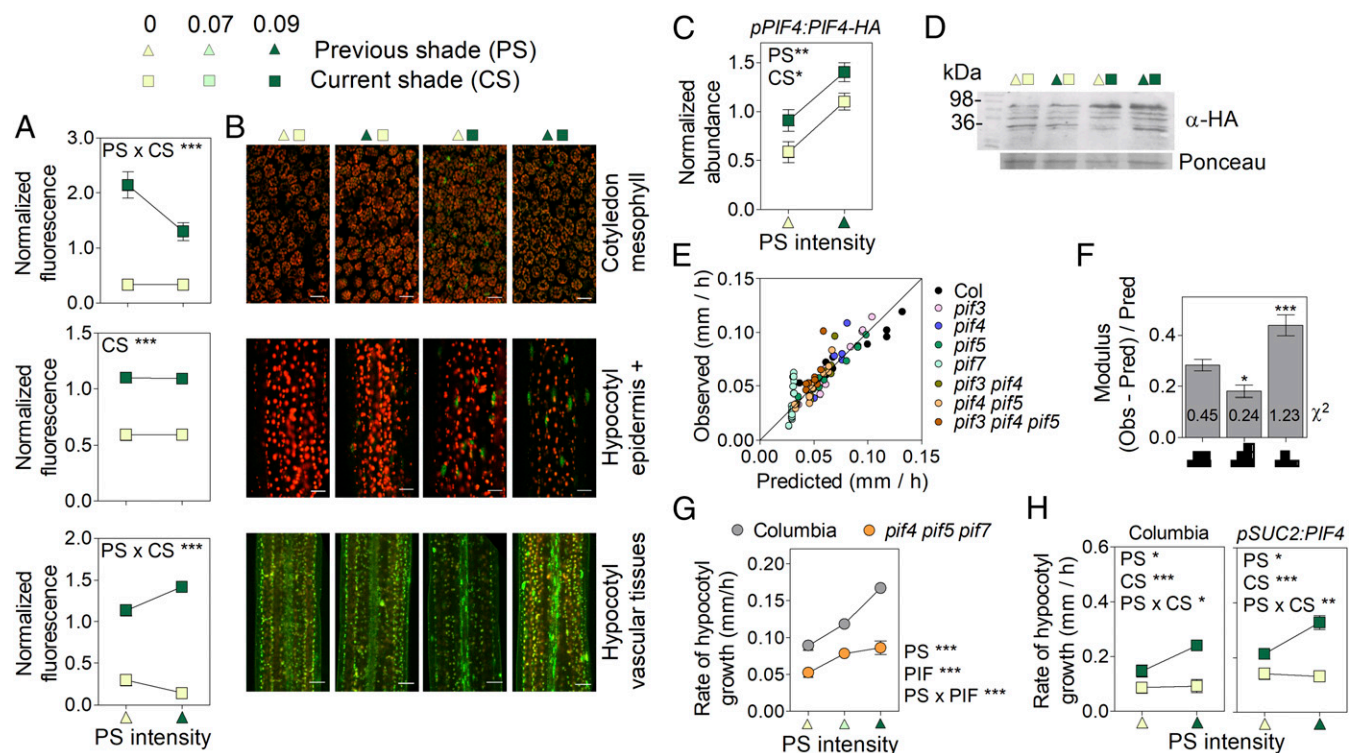 0 0.07 0.09
Previous shade (PS)
Current shade (CS)
A
Normalized
fluorescence
3.0
2.0
1.0
0.0
PS x CS ***
Normalized
fluorescence
1.5
1.0
0.5
0.0
CS ***
Normalized
fluorescence
2.0
1.5
1.0
0.5
0.0
PS x CS ***
PS intensity
B
Cotyledon
mesophyll
Hypocotyl
epidermis +
Hypocotyl
vascular tissues
C
pPIF4:PIF4-HA
Normalized
abundance
1.5
1.0
0.5
0.0
PS**
CS*
PS intensity
D
kDa
98-
36-
α-HA
Ponceau
E
Observed (mm / h)
0.15
0.10
0.05
0.00
0.00 0.05 0.10 0.15
Predicted (mm / h)
Col
pif3
pif4
pif5
pif7
pif3 pif4
pif4 pif5
pif3 pif4 pif5
F
Modulus
(Obs - Pred) / Pred
0.4
0.2
0.0
*
***
0.45 0.24 1.23
χ2
G
Columbia
pif4 pif5 pif7
Rate of hypocotyl
growth (mm/h)
0.20
0.15
0.10
0.05
0.00
PS ***
PIF ***
PS x PIF ***
PS intensity
H
Columbia
pSUC2:PIF4
Rate of hypocotyl
growth (mm / h)
0.6
0.4
0.2
0.0
PS *
CS ***
PS x CS *
PS *
CS ***
PS x CS **
PS intensity